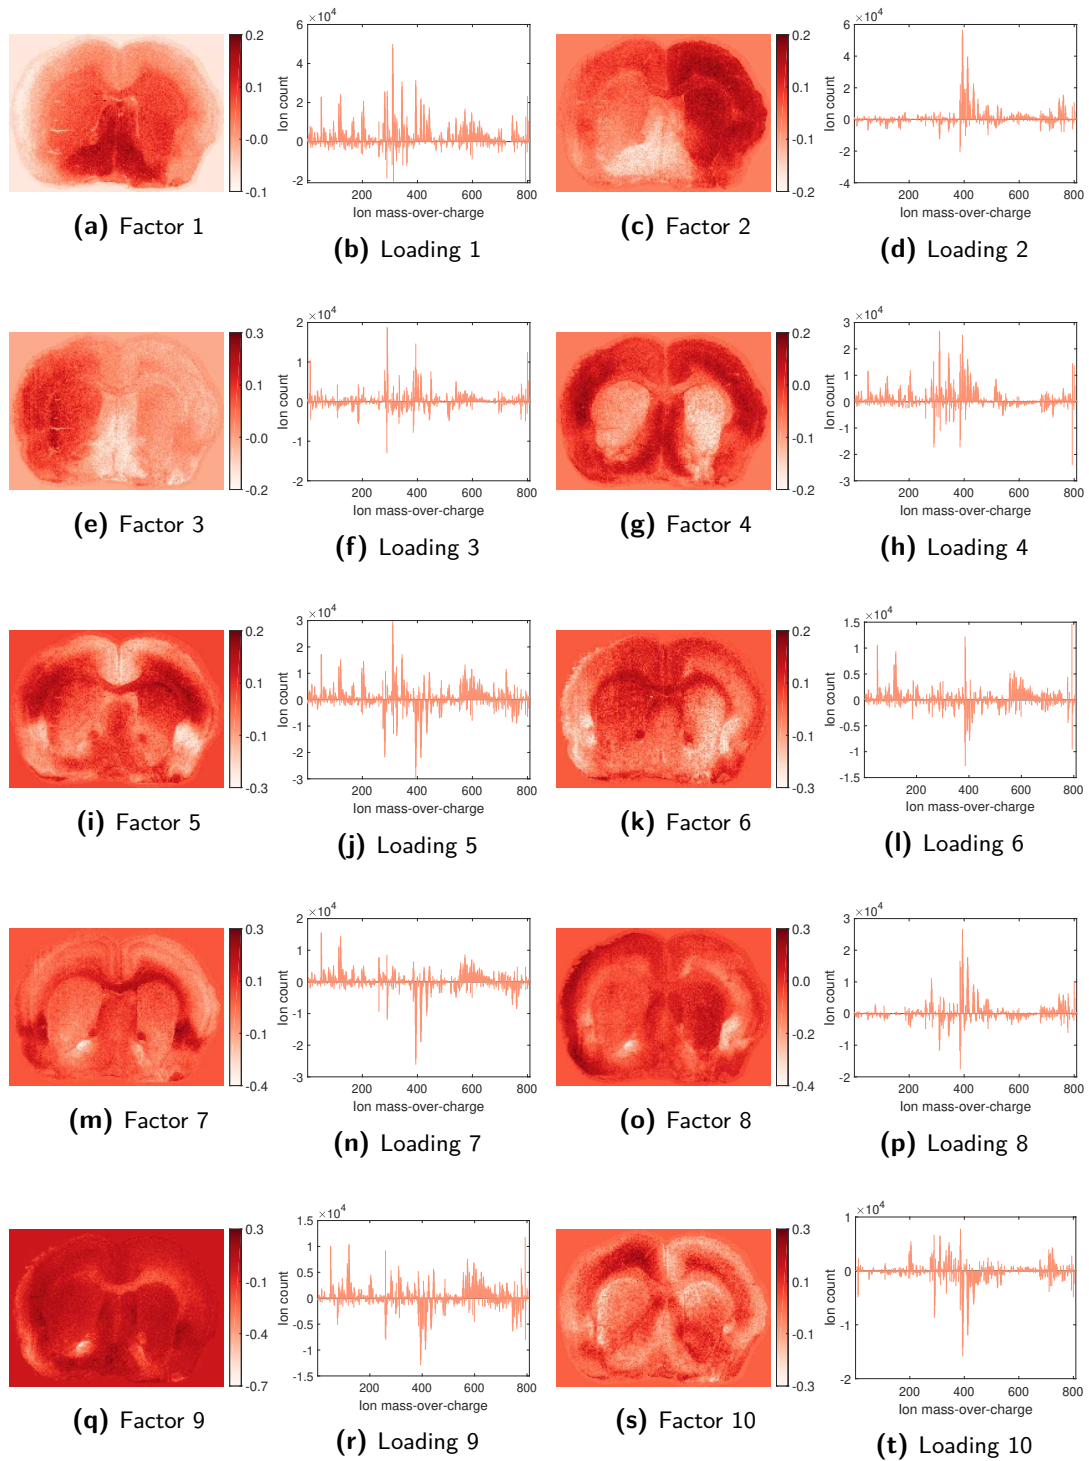 ×10⁴
6
4
2
0
-2
Ion count
200 400 600 800
Ion mass-over-charge
0.2
0.1
-0.0
-0.1
(a) Factor 1
(b) Loading 1
×10⁴
6
4
2
0
-2
-4
Ion count
200 400 600 800
Ion mass-over-charge
0.2
0.1
-0.1
-0.2
(c) Factor 2
(d) Loading 2
0.3
0.1
-0.0
-0.2
×10⁴
2
1
0
-1
-2
Ion count
200 400 600 800
Ion mass-over-charge
(e) Factor 3
(f) Loading 3
0.2
0.0
-0.1
-0.2
×10⁴
3
2
1
0
-1
-2
-3
Ion count
200 400 600 800
Ion mass-over-charge
(g) Factor 4
(h) Loading 4
0.2
0.1
-0.1
-0.3
×10⁴
3
2
1
0
-1
-2
-3
Ion count
200 400 600 800
Ion mass-over-charge
(i) Factor 5
(j) Loading 5
0.2
0.1
-0.1
-0.3
×10⁴
1.5
1
0.5
0
-0.5
-1
-1.5
Ion count
200 400 600 800
Ion mass-over-charge
(k) Factor 6
(l) Loading 6
0.3
0.1
-0.1
-0.4
×10⁴
2
1
0
-1
-2
-3
Ion count
200 400 600 800
Ion mass-over-charge
(m) Factor 7
(n) Loading 7
0.3
0.0
-0.2
-0.4
×10⁴
3
2
1
0
-1
-2
Ion count
200 400 600 800
Ion mass-over-charge
(o) Factor 8
(p) Loading 8
0.3
-0.1
-0.4
-0.7
×10⁴
1.5
1
0.5
0
-0.5
-1
-1.5
Ion count
200 400 600 800
Ion mass-over-charge
(q) Factor 9
(r) Loading 9
0.3
0.1
-0.1
-0.3
×10⁴
1
0
-1
-2
Ion count
200 400 600 800
Ion mass-over-charge
(s) Factor 10
(t) Loading 10